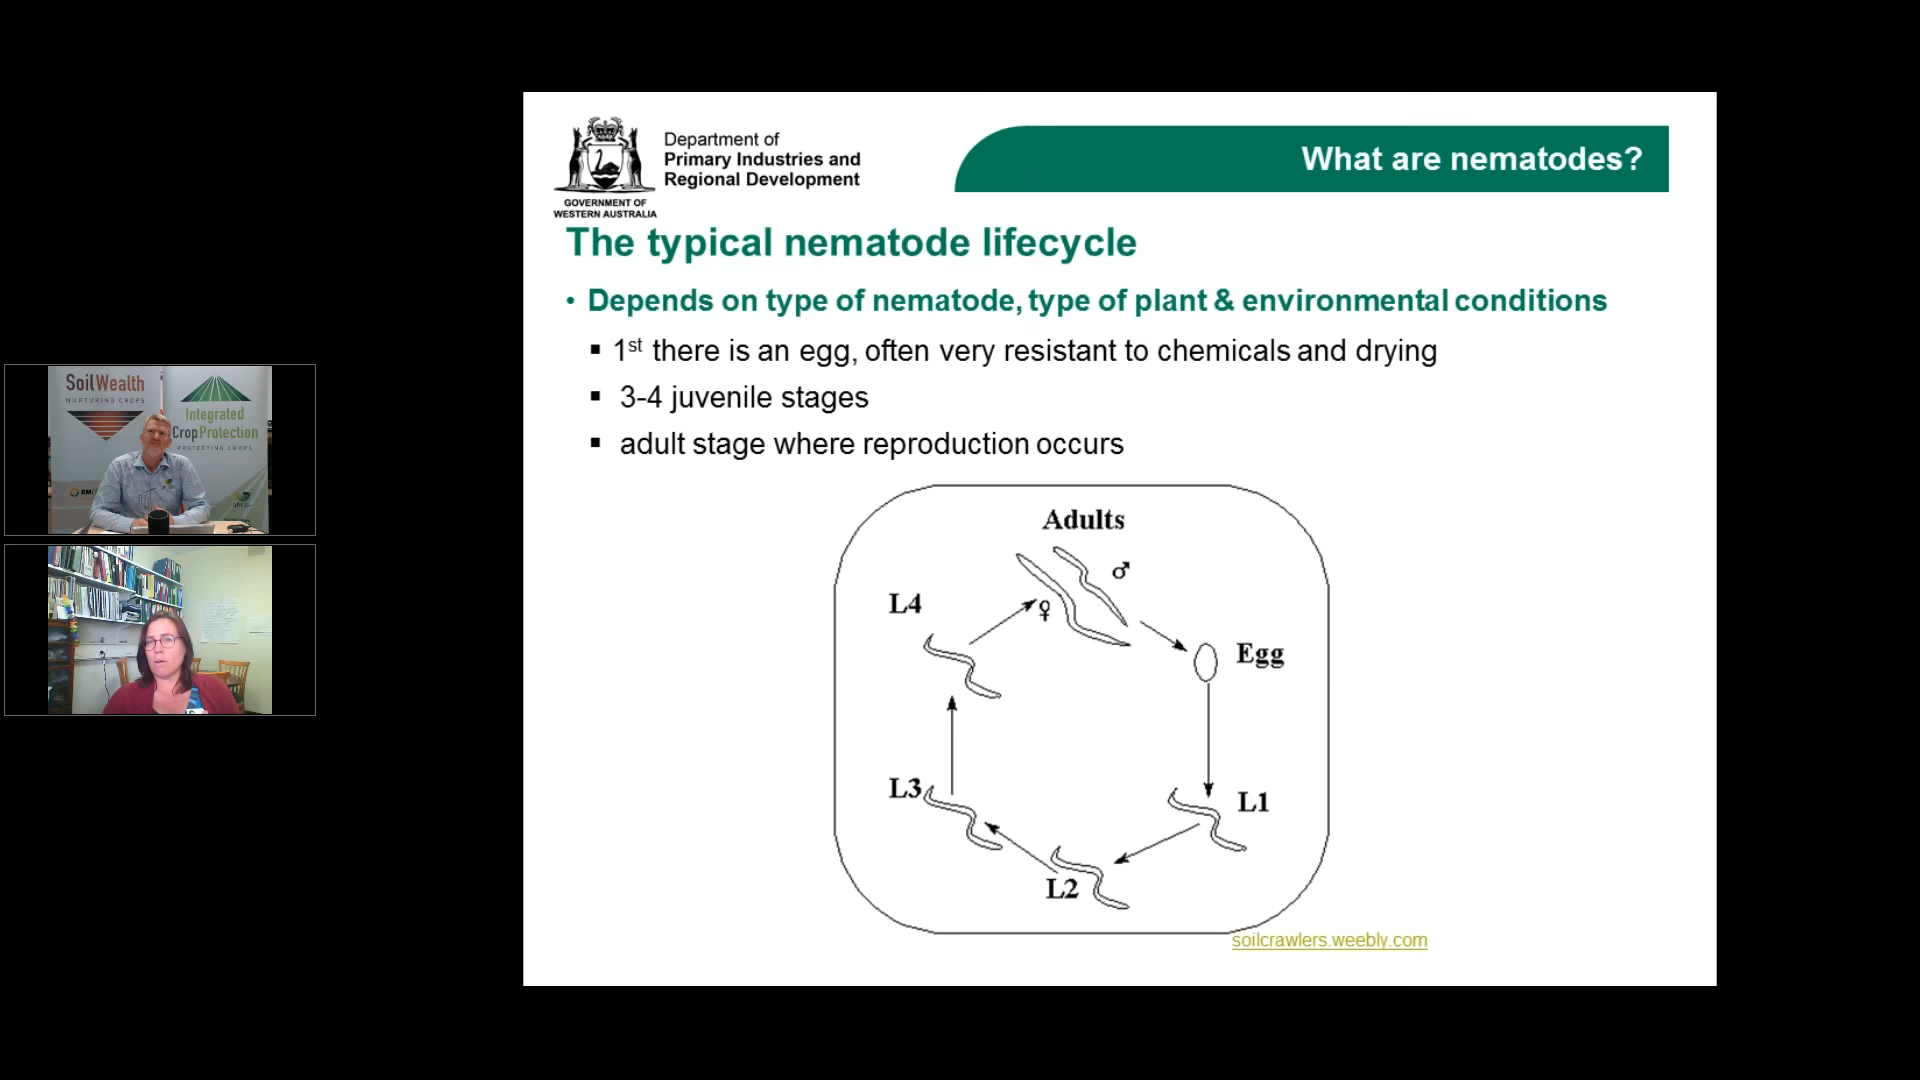 Department of
Primary Industries and
Regional Development
GOVERNMENT OF
WESTERN AUSTRALIA
What are nematodes?
The typical nematode lifecycle
• Depends on type of nematode, type of plant & environmental conditions
▪ 1st there is an egg, often very resistant to chemicals and drying
▪ 3-4 juvenile stages
▪ adult stage where reproduction occurs
Adults
♂
♀
L4
Egg
L3
L1
L2
soilcrawlers.weebly.com
SoilWealth
NURTURING CROPS
Integrated
CropProtection
PROTECTING CROPS
RM